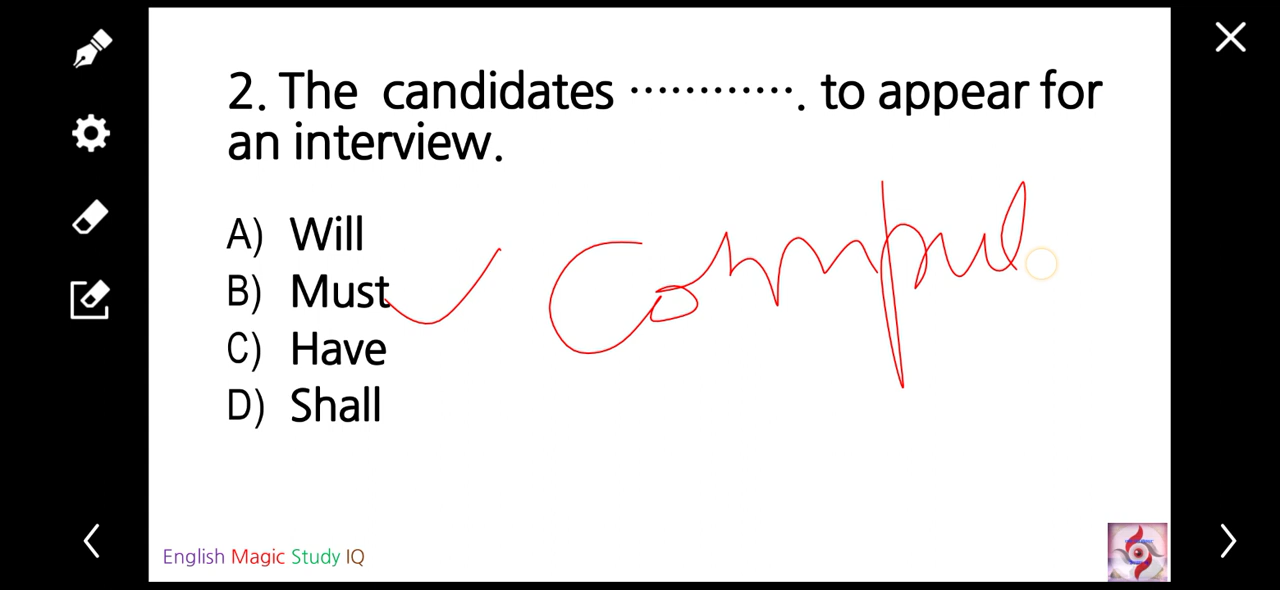 2. The candidates ............. to appear for
an interview.
A) Will
B) Must
C) Have
D) Shall
Compul
English Magic Study IQ